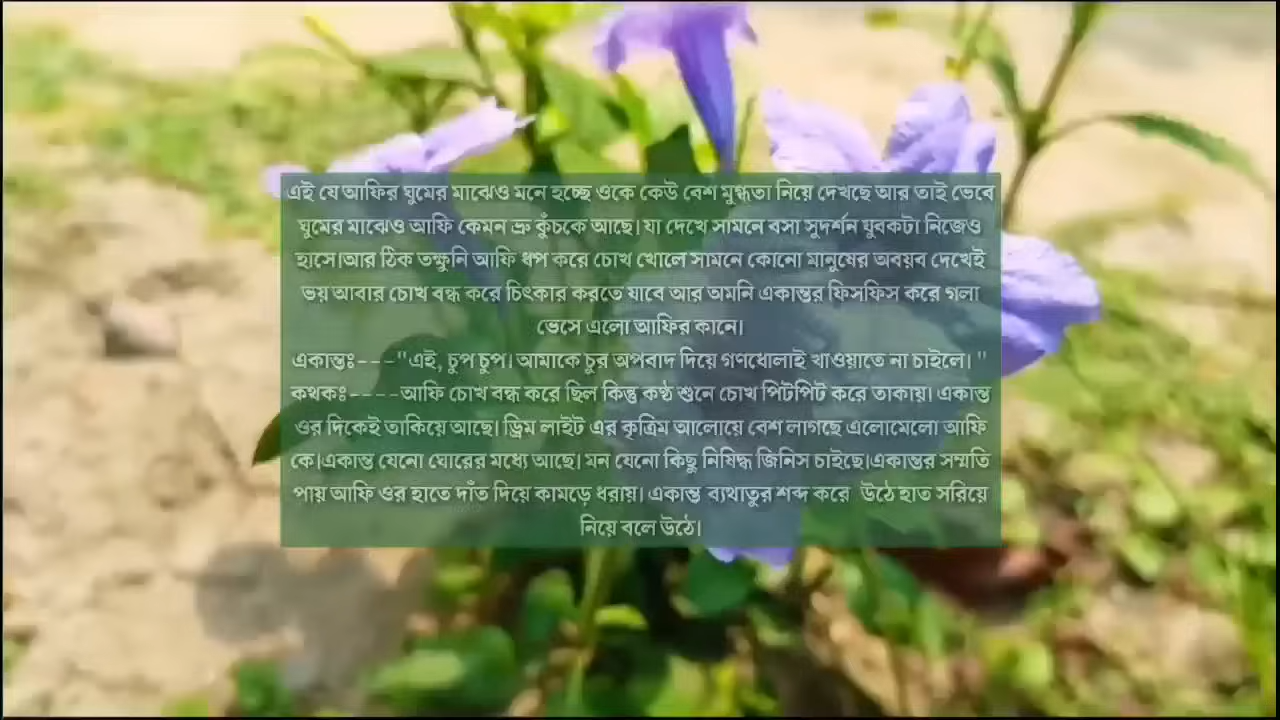 এই যে আফির ঘুমের মাঝেও মনে হচ্ছে ওকে কেউ বেশ মুগ্ধতা নিয়ে দেখছে আর তাই ভেবে
ঘুমের মাঝেও আফি কেমন ভ্রু কুঁচকে আছে। যা দেখে সামনে বসা সুদর্শন যুবকটা নিজেও
হাসে।আর ঠিক তক্ষুনি আফি ধপ করে চোখ খোলে সামনে কোনো মানুষের অবয়ব দেখেই
ভয় আবার চোখ বন্ধ করে চিৎকার করতে যাবে আর অমনি একান্তর ফিসফিস করে গলা
ভেসে এলো আফির কানে।
একান্তঃ---"এই, চুপ চুপ। আমাকে চুর অপবাদ দিয়ে গণধোলাই খাওয়াতে না চাইলে। "
কথকঃ----আফি চোখ বন্ধ করে ছিল কিন্তু কণ্ঠ শুনে চোখ পিটপিট করে তাকায়। একান্ত
ওর দিকেই তাকিয়ে আছে। ড্রিম লাইট এর কৃত্রিম আলোয়ে বেশ লাগছে এলোমেলো আফি
কে।একান্ত যেনো ঘোরের মধ্যে আছে। মন যেনো কিছু নিষিদ্ধ জিনিস চাইছে।একান্তর সম্মতি
পায় আফি ওর হাতে দাঁত দিয়ে কামড়ে ধরায়। একান্ত ব্যথাতুর শব্দ করে উঠে হাত সরিয়ে
নিয়ে বলে উঠে।